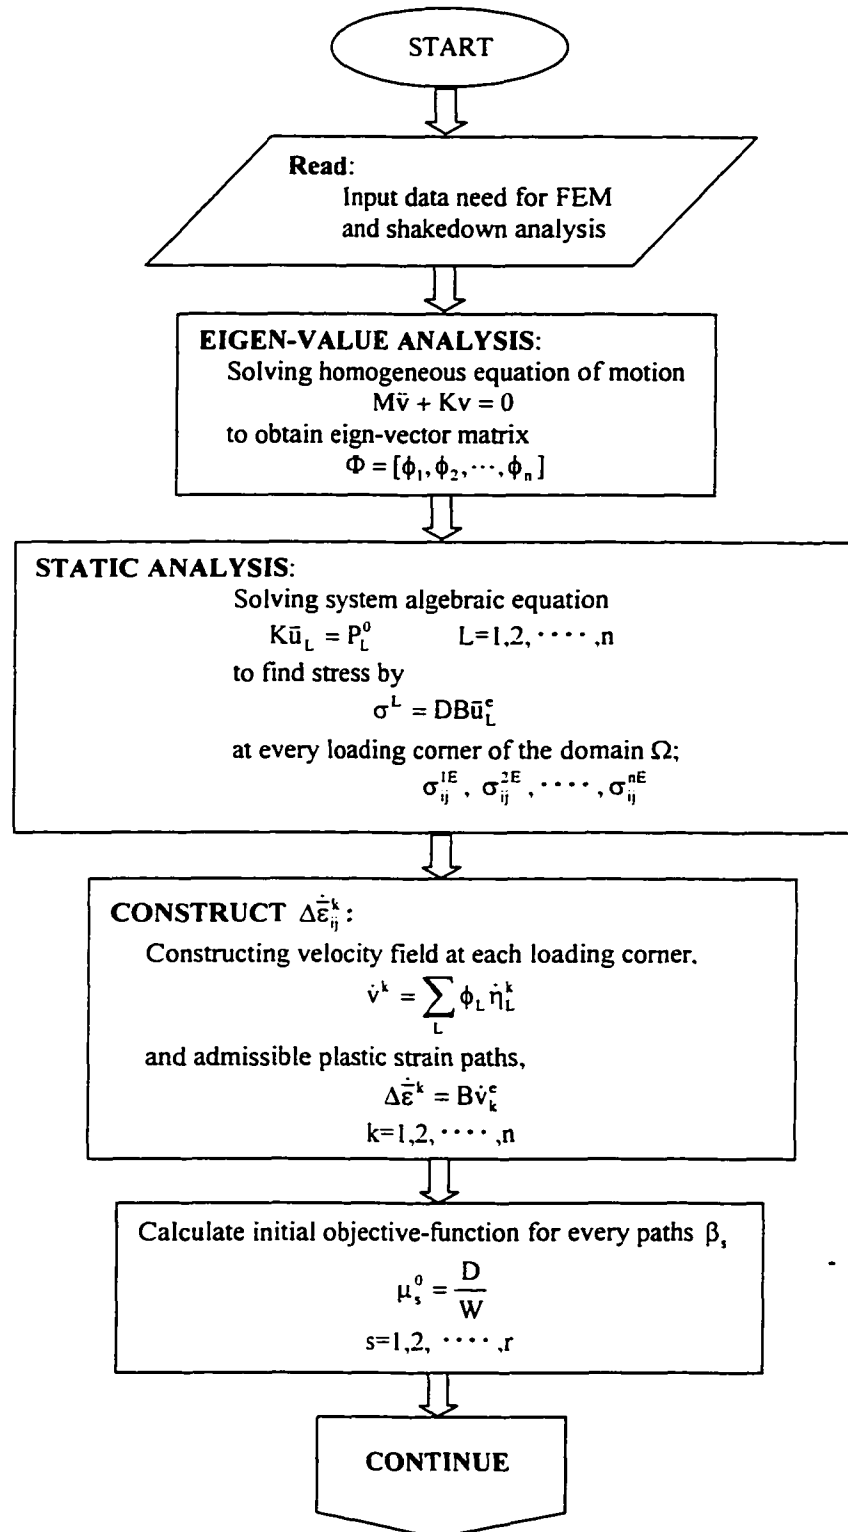 START
Read:
Input data need for FEM
and shakedown analysis
EIGEN-VALUE ANALYSIS:
Solving homogeneous equation of motion
Mv̈ + Kv = 0
to obtain eign-vector matrix
Φ = [ϕ₁, ϕ₂, ⋯, ϕₙ]
STATIC ANALYSIS:
Solving system algebraic equation
Kū_L = P_L^0 L=1,2, ····,n
to find stress by
σ^L = DBū_L^e
at every loading corner of the domain Ω;
σ_ij^1E, σ_ij^2E, ····, σ_ij^nE
CONSTRUCT Δε̄̇_ij^k:
Constructing velocity field at each loading corner.
v̇^k = ∑_L ϕ_L η̇_L^k
and admissible plastic strain paths,
Δε̄̇^k = Bv̇_k^e
k=1,2, ····,n
Calculate initial objective-function for every paths β_s
μ_s^0 = D/W
s=1,2, ····,r
CONTINUE